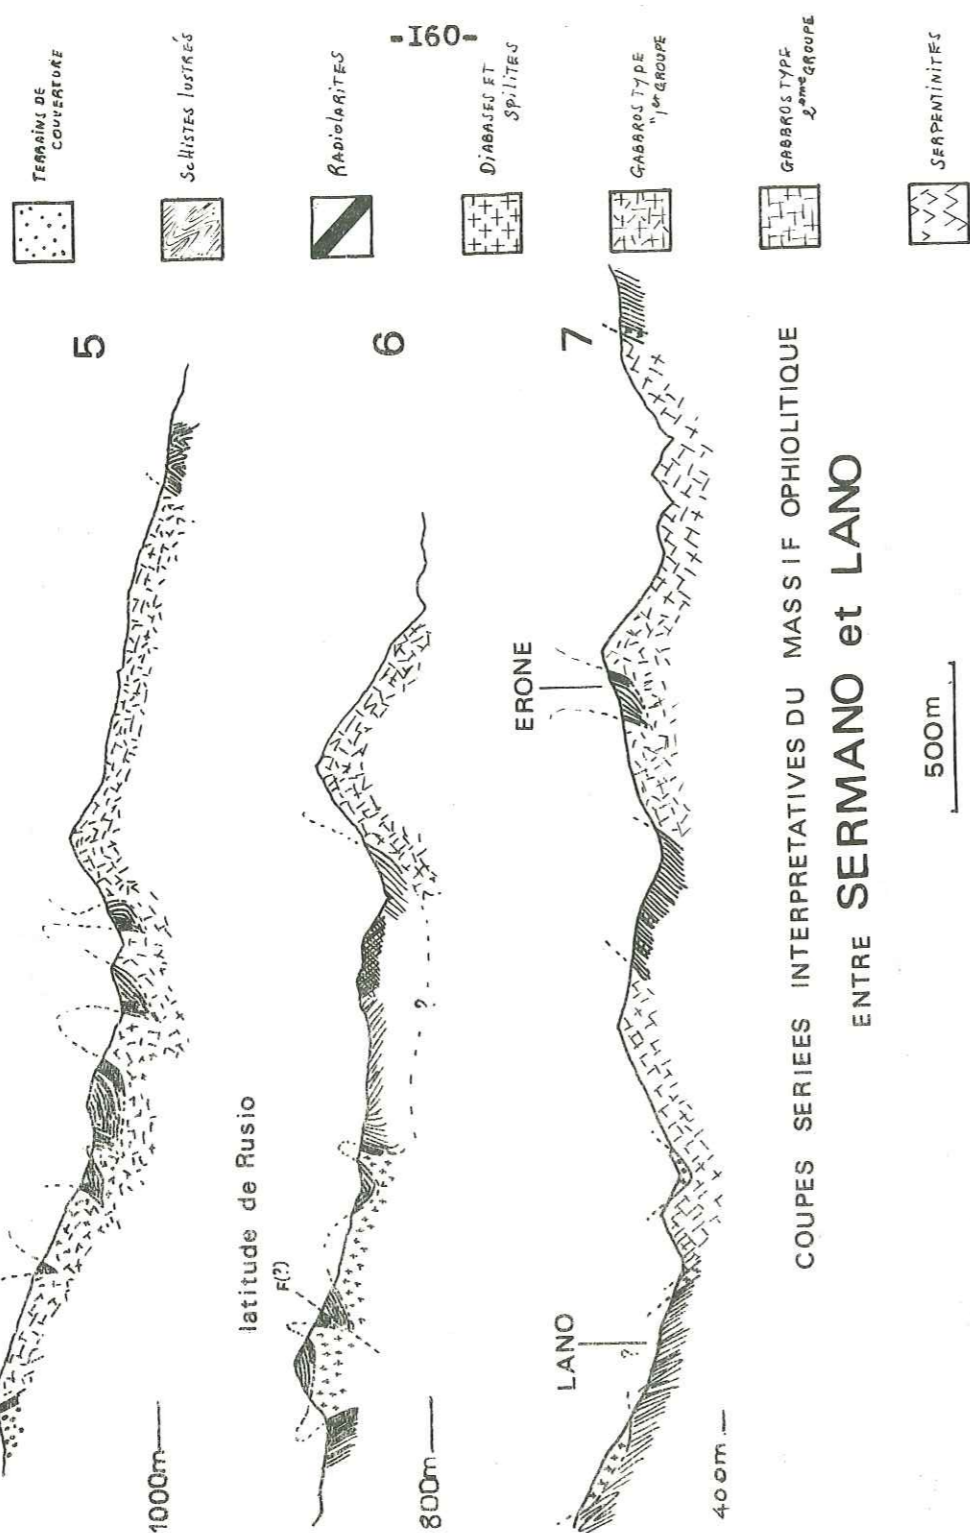 -I60-
TERRAINS DE
COUVERTURE
SCHISTES LUSTRÉS
RADIOLARITES
DIABASES ET
SPILITES
GABBROS TYPE
"1er GROUPE
GABBROS TYPE
2eme GROUPE
SERPENTINITES
5
1000m
latitude de Rusio
F(?)
6
?
800m
7
ERONE
LANO
?
400m
COUPES SERIEES INTERPRETATIVES DU MASSIF OPHIOLITIQUE
ENTRE SERMANO et LANO
500m